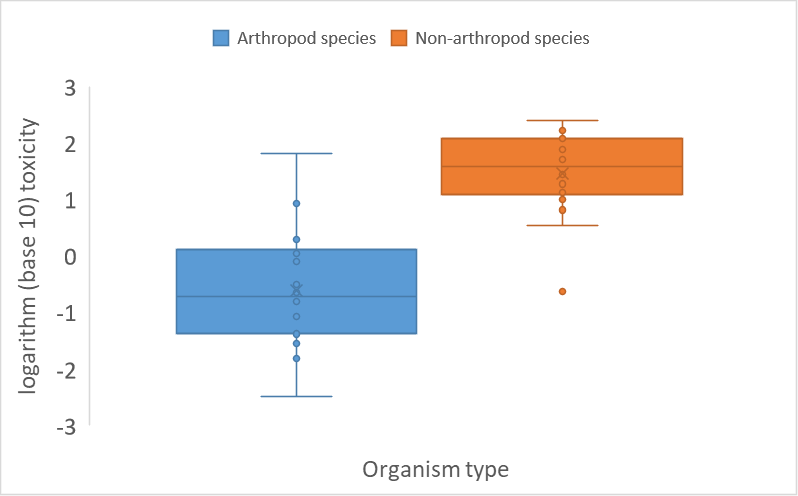 Arthropod species Non-arthropod species
logarithm (base 10) toxicity
3
2
1
0
-1
-2
-3
Organism type